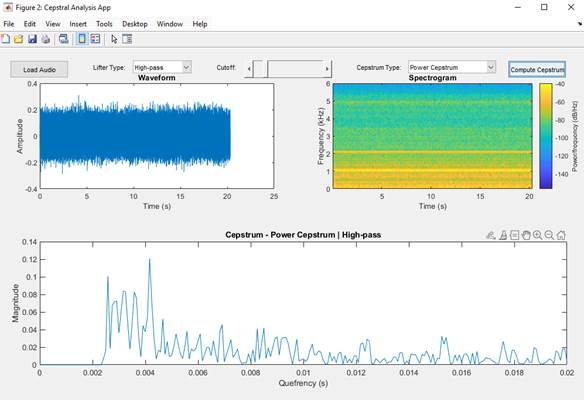 Figure 2: Cepstral Analysis App
File Edit View Insert Tools Desktop Window Help
Load Audio Lifter Type: High-pass Cutoff: Cepstrum Type: Power Cepstrum Compute Cepstrum
Waveform
0.4
0.2
0
-0.2
-0.4
Amplitude
0 5 10 15 20 25
Time (s)
Spectrogram
6
5
4
3
2
1
0
Frequency (kHz)
5 10 15 20
Time (s)
-40
-60
-80
-100
-120
-140
Power/frequency (dB/Hz)
Cepstrum - Power Cepstrum | High-pass
0.14
0.12
0.1
0.08
0.06
0.04
0.02
0
Magnitude
0 0.002 0.004 0.006 0.008 0.01 0.012 0.014 0.016 0.018 0.02
Quefrency (s)